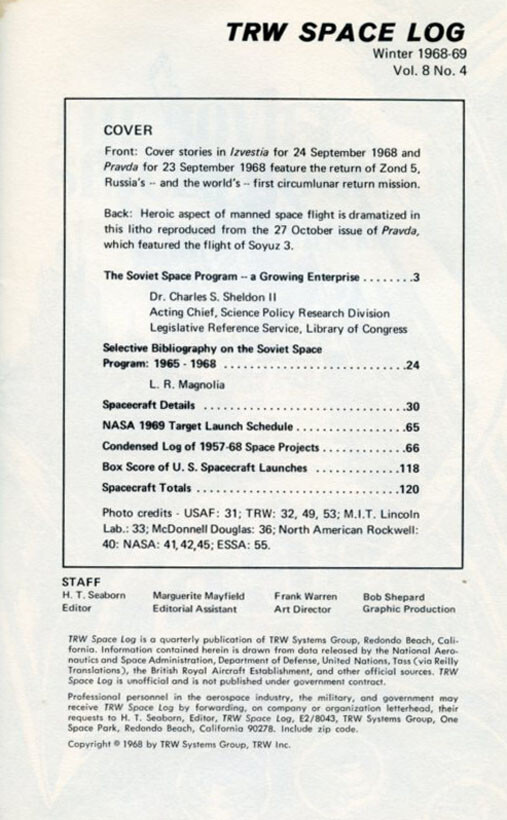 TRW SPACE LOG
Winter 1968-69
Vol. 8 No. 4
COVER
Front: Cover stories in Izvestia for 24 September 1968 and
Pravda for 23 September 1968 feature the return of Zond 5,
Russia's -- and the world's -- first circumlunar return mission.
Back: Heroic aspect of manned space flight is dramatized in
this litho reproduced from the 27 October issue of Pravda,
which featured the flight of Soyuz 3.
The Soviet Space Program -- a Growing Enterprise ........3
Dr. Charles S. Sheldon II
Acting Chief, Science Policy Research Division
Legislative Reference Service, Library of Congress
Selective Bibliography on the Soviet Space
Program: 1965 - 1968 ............................24
L. R. Magnolia
Spacecraft Details ...............................30
NASA 1969 Target Launch Schedule .................65
Condensed Log of 1957-68 Space Projects .............66
Box Score of U. S. Spacecraft Launches .............118
Spacecraft Totals ................................120
Photo credits - USAF: 31; TRW: 32, 49, 53; M.I.T. Lincoln
Lab.: 33; McDonnell Douglas: 36; North American Rockwell:
40: NASA: 41,42,45; ESSA: 55.
STAFF
H. T. Seaborn Marguerite Mayfield Frank Warren Bob Shepard
Editor Editorial Assistant Art Director Graphic Production
TRW Space Log is a quarterly publication of TRW Systems Group, Redondo Beach, Cali-
fornia. Information contained herein is drawn from data released by the National Aero-
nautics and Space Administration, Department of Defense, United Nations, Tass (via Reilly
Translations), the British Royal Aircraft Establishment, and other official sources. TRW
Space Log is unofficial and is not published under government contract.
Professional personnel in the aerospace industry, the military, and government may
receive TRW Space Log by forwarding, on company or organization letterhead, their
requests to H. T. Seaborn, Editor, TRW Space Log, E2/8043, TRW Systems Group, One
Space Park, Redondo Beach, California 90278. Include zip code.
Copyright © 1968 by TRW Systems Group, TRW Inc.